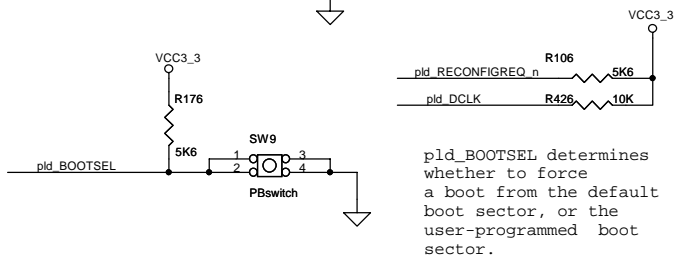 VCC3_3
R106
pld_RECONFIGREQ_n
5K6
pld_DCLK
R426
10K
VCC3_3
R176
5K6
SW9
1
3
pld_BOOTSEL
2
4
PBswitch
pld_BOOTSEL determines
whether to force
a boot from the default
boot sector, or the
user-programmed boot
sector.